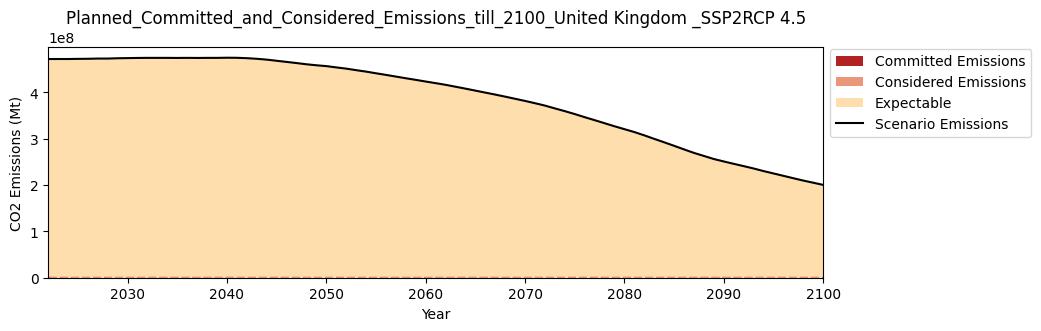 Planned_Committed_and_Considered_Emissions_till_2100_United Kingdom _SSP2RCP 4.5
1e8
Committed Emissions
Considered Emissions
Expectable
Scenario Emissions
CO2 Emissions (Mt)
4
3
2
1
0
2030 2040 2050 2060 2070 2080 2090 2100
Year